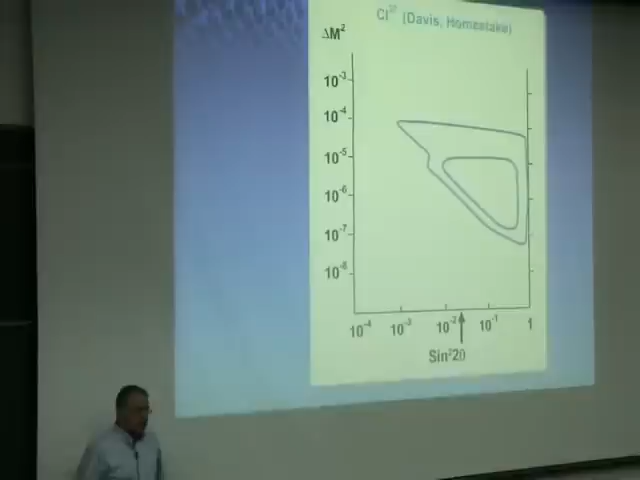 Cl³⁷ (Davis, Homestake)
ΔM²
10⁻³
10⁻⁴
10⁻⁵
10⁻⁶
10⁻⁷
10⁻⁸
10⁻⁴ 10⁻³ 10⁻² 10⁻¹ 1
Sin²2θ